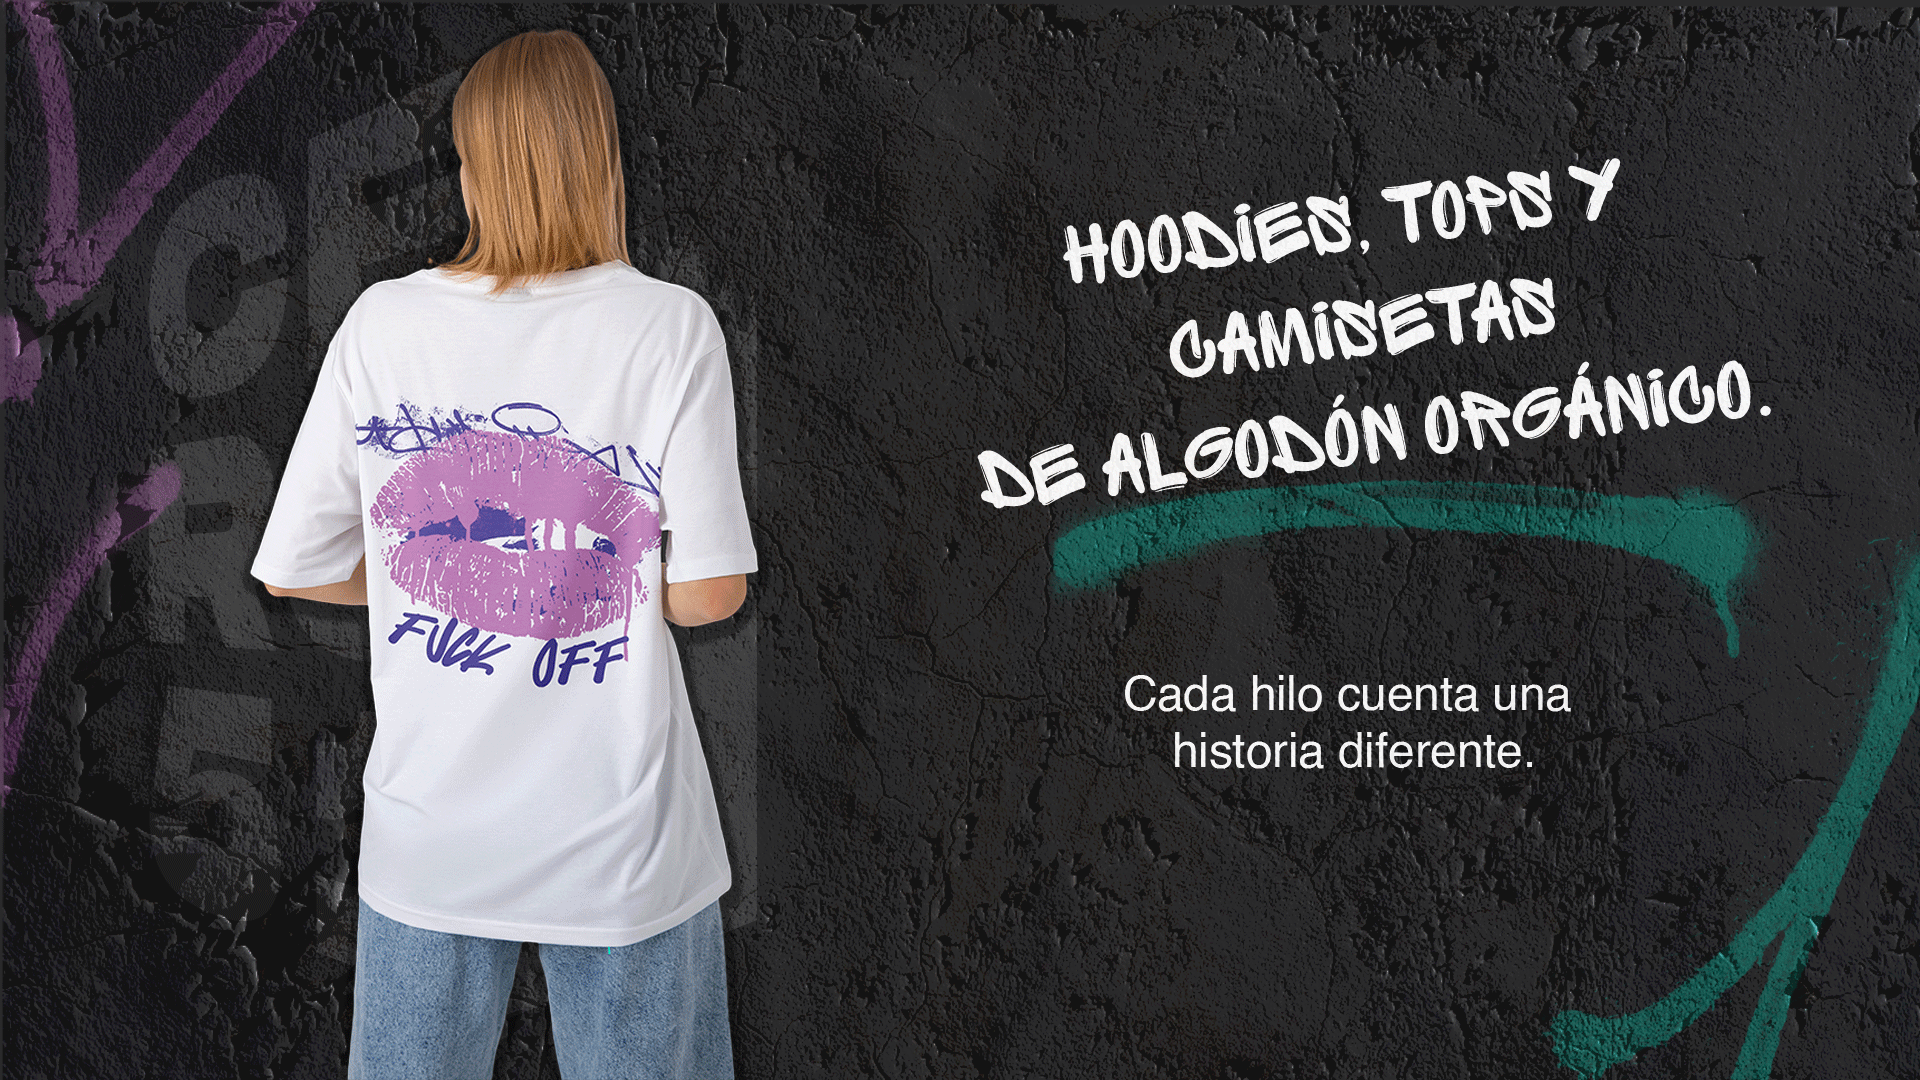 HOODIES, TOPS Y
CAMISETAS
DE ALGODÓN ORGÁNICO.
Cada hilo cuenta una
historia diferente.
FUCK OFF